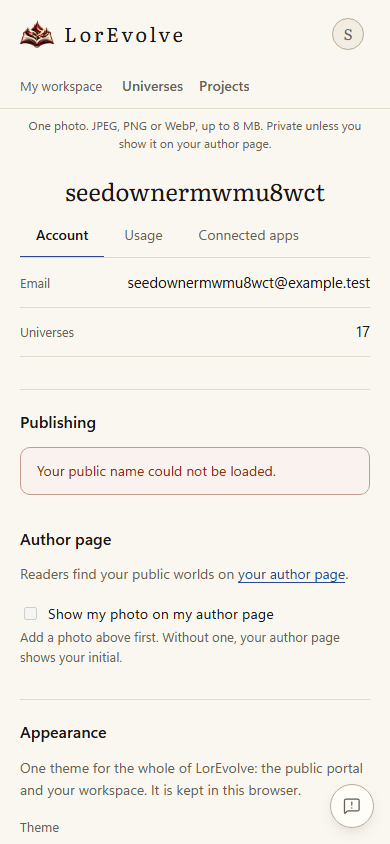 LorEvolve
S
My workspace Universes Projects
One photo. JPEG, PNG or WebP, up to 8 MB. Private unless you
show it on your author page.
seedownermwmu8wct
Account Usage Connected apps
Email seedownermwmu8wct@example.test
Universes 17
Publishing
Your public name could not be loaded.
Author page
Readers find your public worlds on your author page.
Show my photo on my author page
Add a photo above first. Without one, your author page
shows your initial.
Appearance
One theme for the whole of LorEvolve: the public portal
and your workspace. It is kept in this browser.
Theme